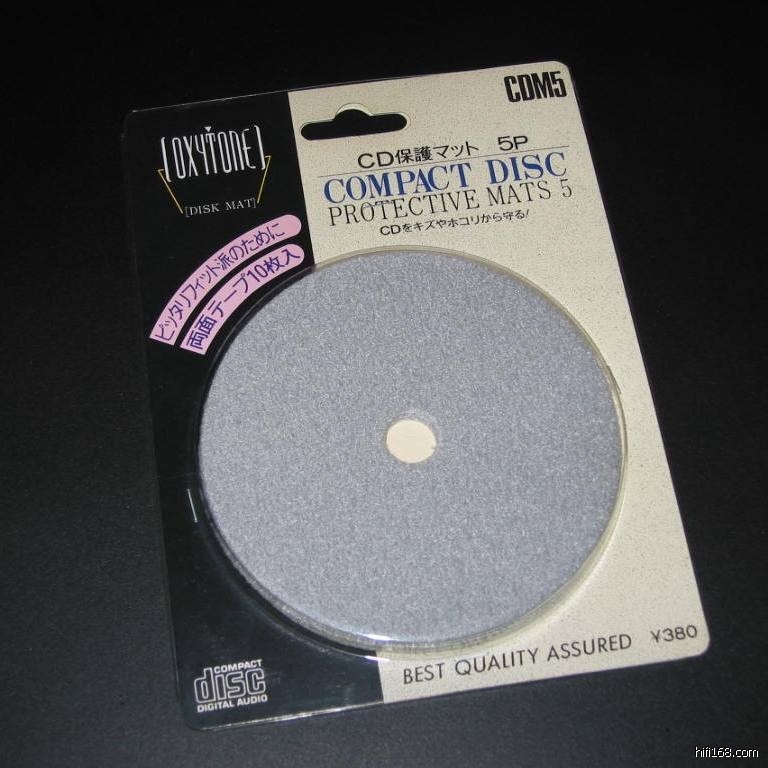 CDM5
[OXYTONE]
[DISK MAT]
CD保護マット 5P
COMPACT DISC
PROTECTIVE MATS 5
CDをキズやホコリから守る!
ピッタリフィット派のために
両面テープ10枚入
BEST QUALITY ASSURED ¥380
COMPACT
disc
DIGITAL AUDIO
hifi168.com